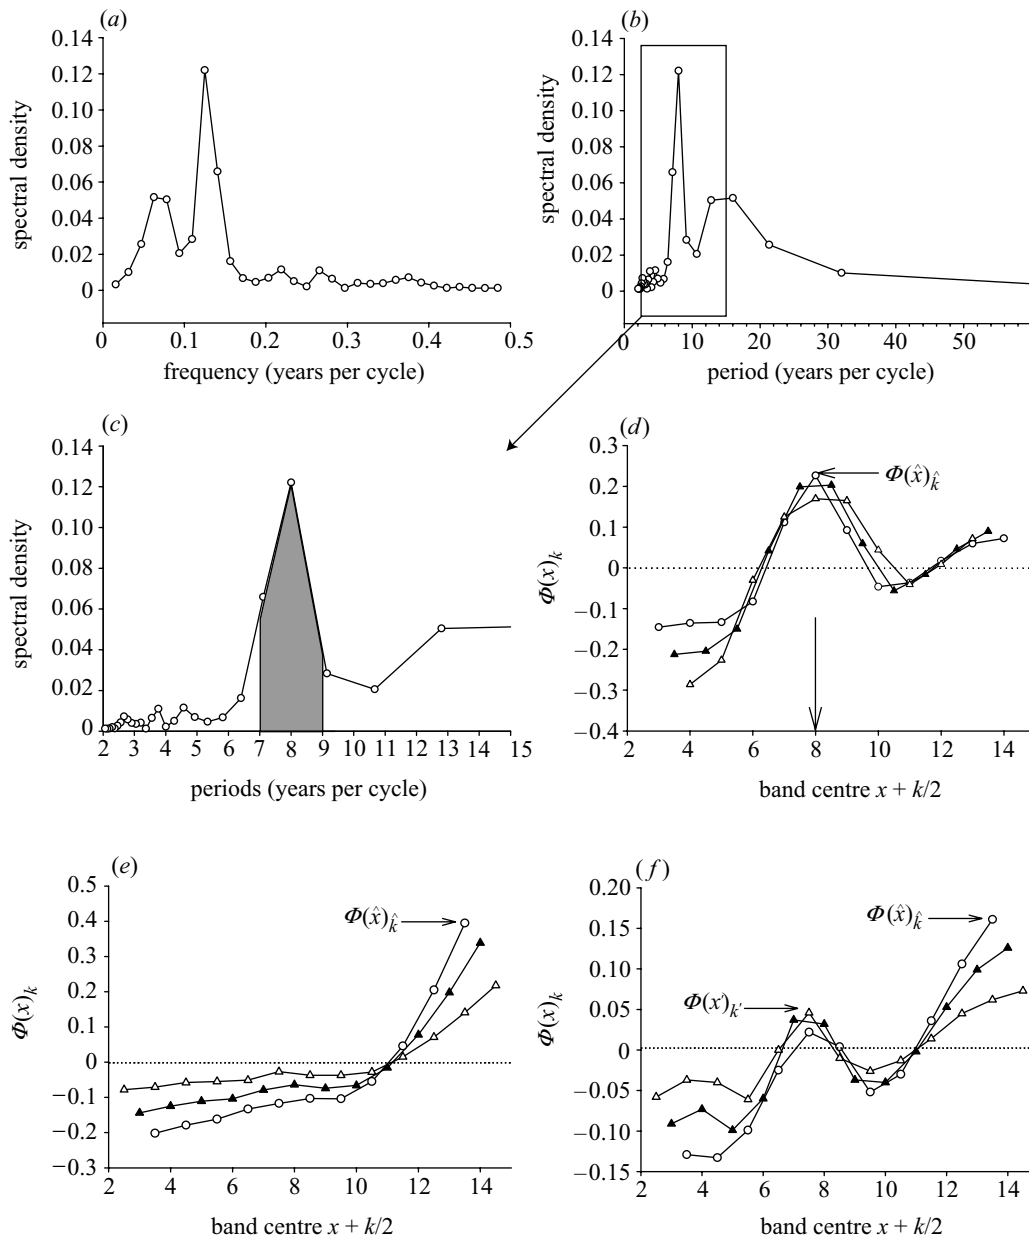 (a)
0.14
0.12
0.10
0.08
0.06
0.04
0.02
0
spectral density
0 0.1 0.2 0.3 0.4 0.5
frequency (years per cycle)
(b)
0.14
0.12
0.10
0.08
0.06
0.04
0.02
0
spectral density
0 10 20 30 40 50
period (years per cycle)
(c)
0.14
0.12
0.10
0.08
0.06
0.04
0.02
0
spectral density
2 3 4 5 6 7 8 9 10 11 12 13 14 15
periods (years per cycle)
(d)
0.3
0.2
0.1
0
−0.1
−0.2
−0.3
−0.4
Φ(x)k
Φ(x̂)k̂
2 4 6 8 10 12 14
band centre x + k/2
(e)
0.5
0.4
0.3
0.2
0.1
0
−0.1
−0.2
−0.3
Φ(x)k
Φ(x̂)k̂
2 4 6 8 10 12 14
band centre x + k/2
(f)
0.20
0.15
0.10
0.05
0
−0.05
−0.10
−0.15
Φ(x)k
Φ(x̂)k̂
Φ(x′)k′
2 4 6 8 10 12 14
band centre x + k/2